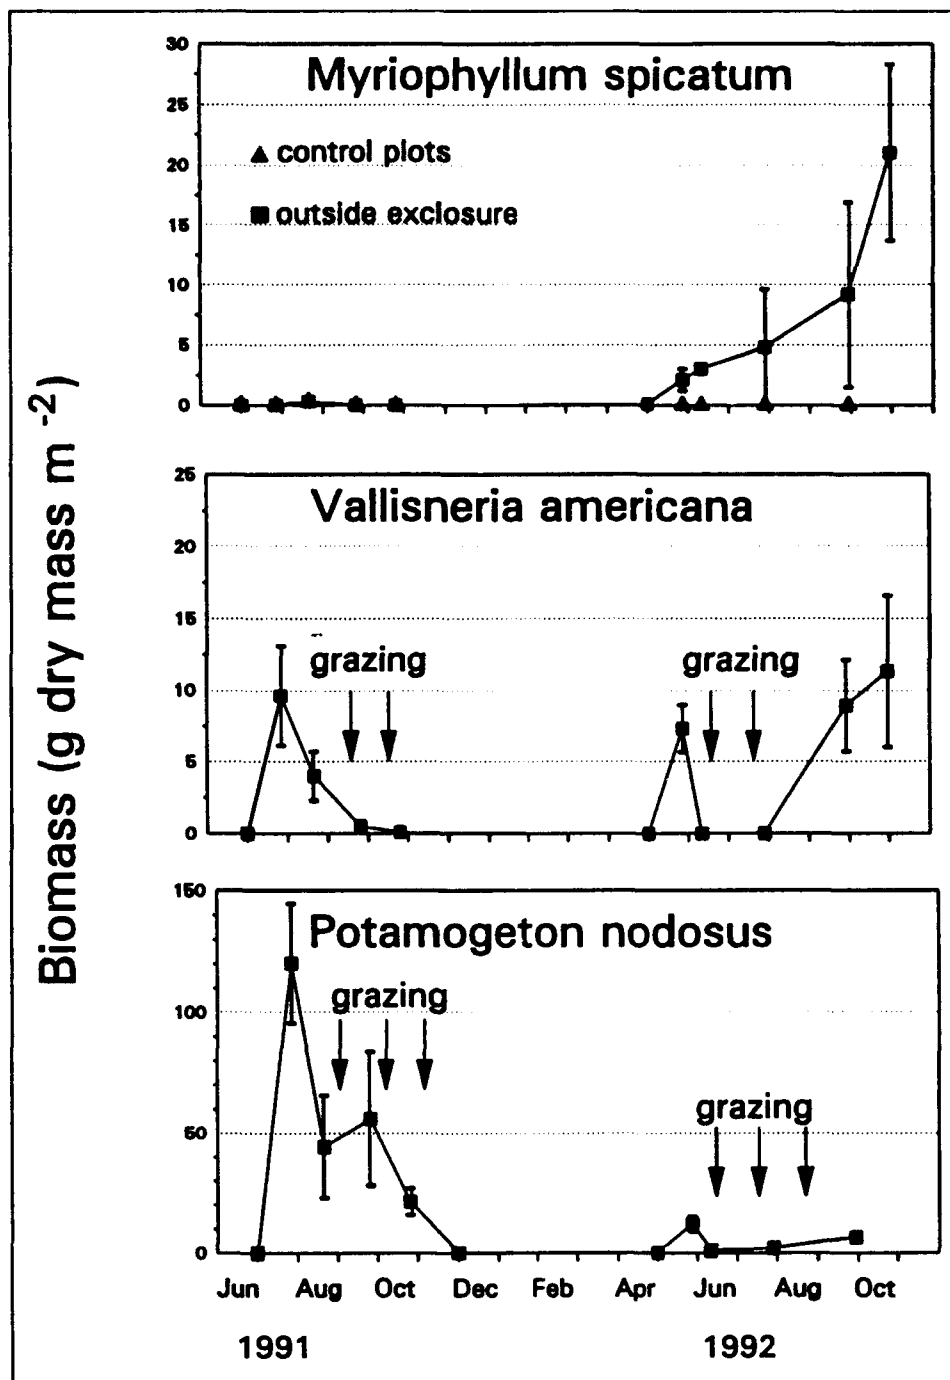 Biomass (g dry mass m -2)
30
Myriophyllum spicatum
25
▲ control plots
20
■ outside exclosure
15
10
5
0
25
Vallisneria americana
20
15
grazing grazing
10
5
0
150
Potamogeton nodosus
grazing
100
grazing
50
0
Jun Aug Oct Dec Feb Apr Jun Aug Oct
1991 1992